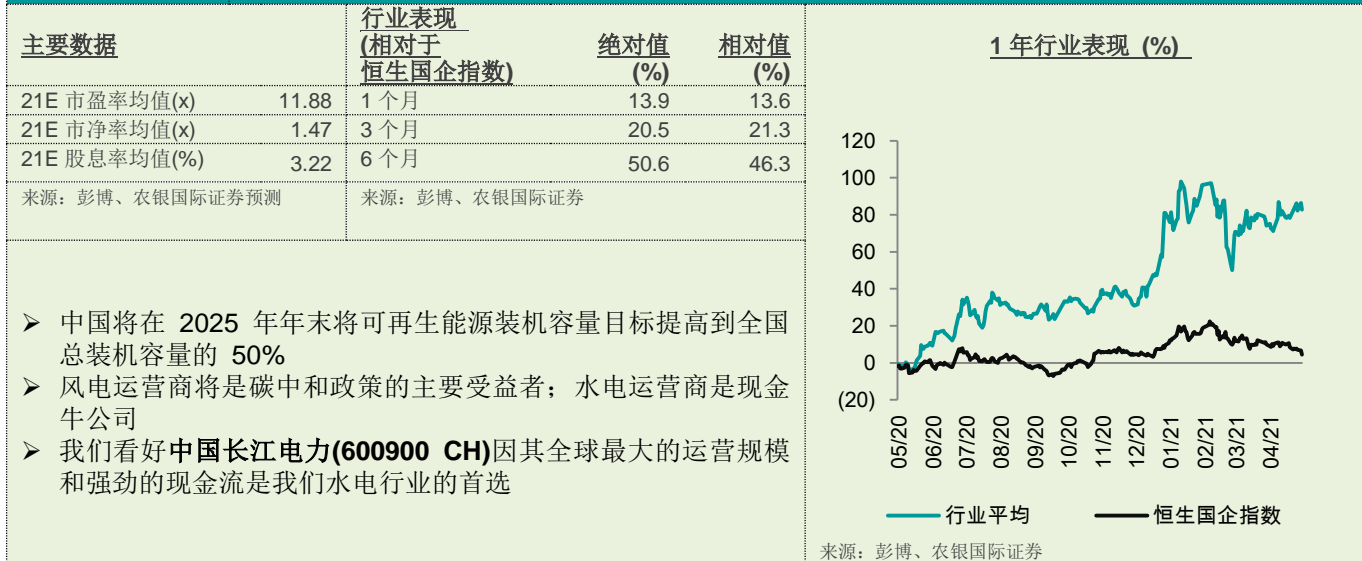 主要数据
行业表现
(相对于
恒生国企指数)
绝对值
(%)
相对值
(%)
21E 市盈率均值(x) 11.88 1 个月 13.9 13.6
21E 市净率均值(x) 1.47 3 个月 20.5 21.3
21E 股息率均值(%) 3.22 6 个月 50.6 46.3
来源：彭博、农银国际证券预测 来源：彭博、农银国际证券
➢ 中国将在 2025 年年末将可再生能源装机容量目标提高到全国
总装机容量的 50%
➢ 风电运营商将是碳中和政策的主要受益者；水电运营商是现金
牛公司
➢ 我们看好中国长江电力(600900 CH)因其全球最大的运营规模
和强劲的现金流是我们水电行业的首选
1 年行业表现 (%)
120
100
80
60
40
20
0
(20)
05/20
06/20
07/20
08/20
09/20
10/20
11/20
12/20
01/21
02/21
03/21
04/21
行业平均 恒生国企指数
来源：彭博、农银国际证券